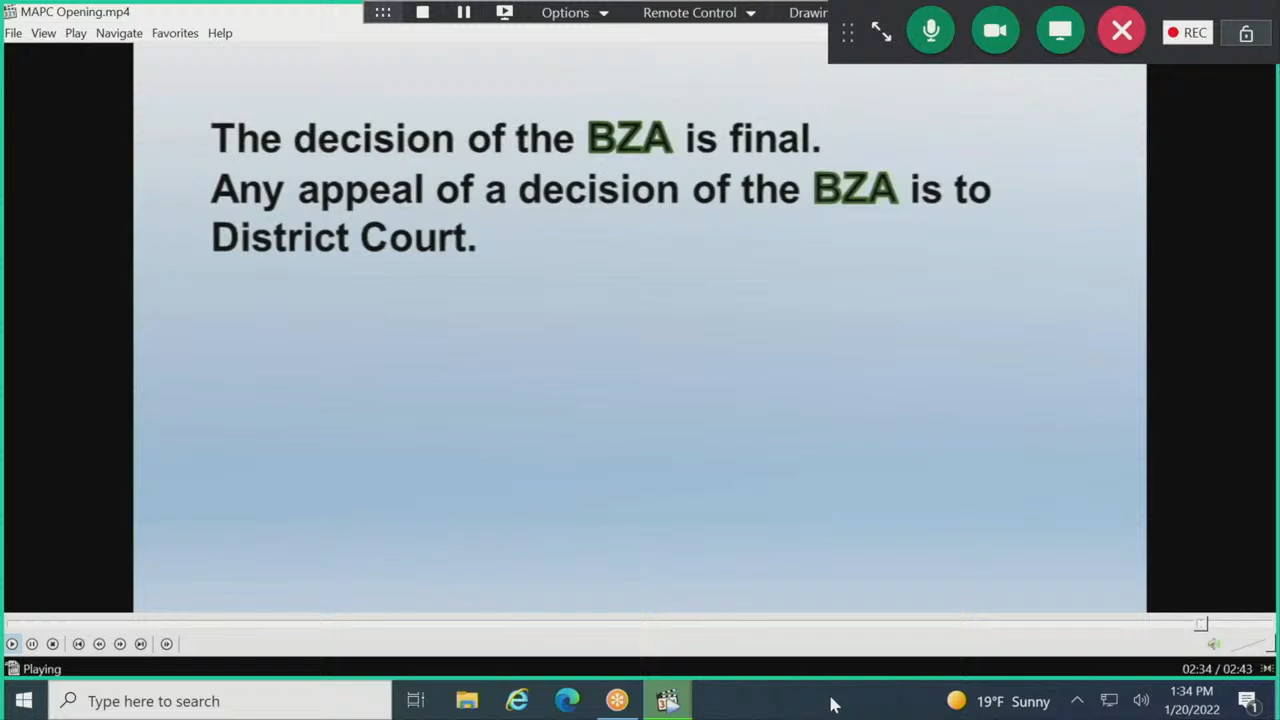 MAPC Opening.mp4
Options
Remote Control
Drawin
File View Play Navigate Favorites Help
REC
The decision of the BZA is final.
Any appeal of a decision of the BZA is to
District Court.
Playing
02:34 / 02:43
Type here to search
19°F Sunny
1:34 PM
1/20/2022
1